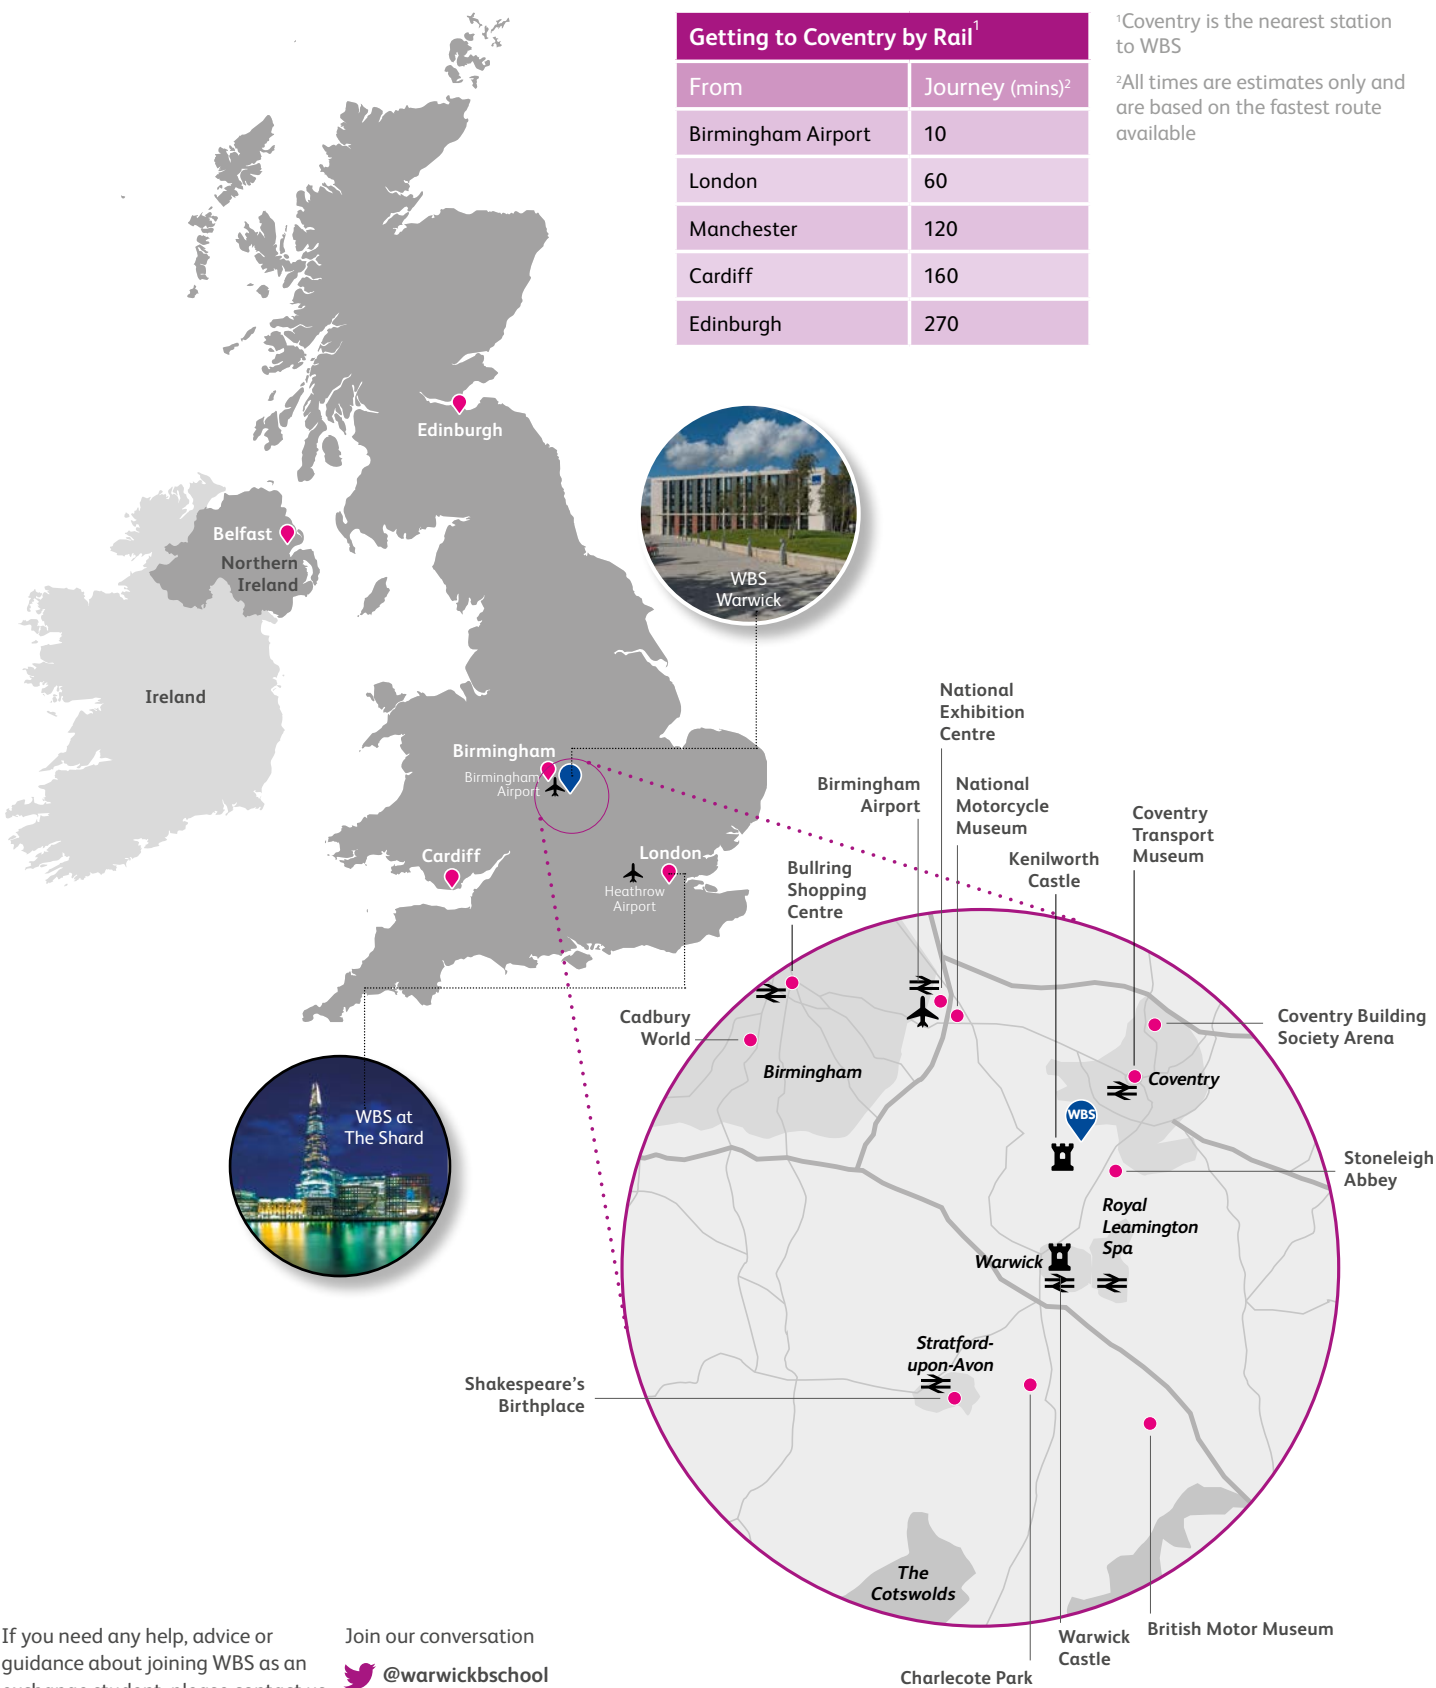 Getting to Coventry by Rail1
From Journey (mins)2
Birmingham Airport 10
London 60
Manchester 120
Cardiff 160
Edinburgh 270
1Coventry is the nearest station
to WBS
2All times are estimates only and
are based on the fastest route
available
Edinburgh
Belfast
Northern
Ireland
Ireland
WBS
Warwick
Birmingham
Birmingham
Airport
Cardiff
London
Heathrow
Airport
WBS at
The Shard
National
Exhibition
Centre
Birmingham
Airport
National
Motorcycle
Museum
Coventry
Transport
Museum
Kenilworth
Castle
Bullring
Shopping
Centre
Cadbury
World
Coventry Building
Society Arena
Birmingham
Coventry
WBS
Stoneleigh
Abbey
Royal
Leamington
Spa
Warwick
Stratford-
upon-Avon
Shakespeare's
Birthplace
The
Cotswolds
British Motor Museum
Warwick
Castle
Charlecote Park
If you need any help, advice or
guidance about joining WBS as an
exchange student, please contact us
Join our conversation
@warwickbschool